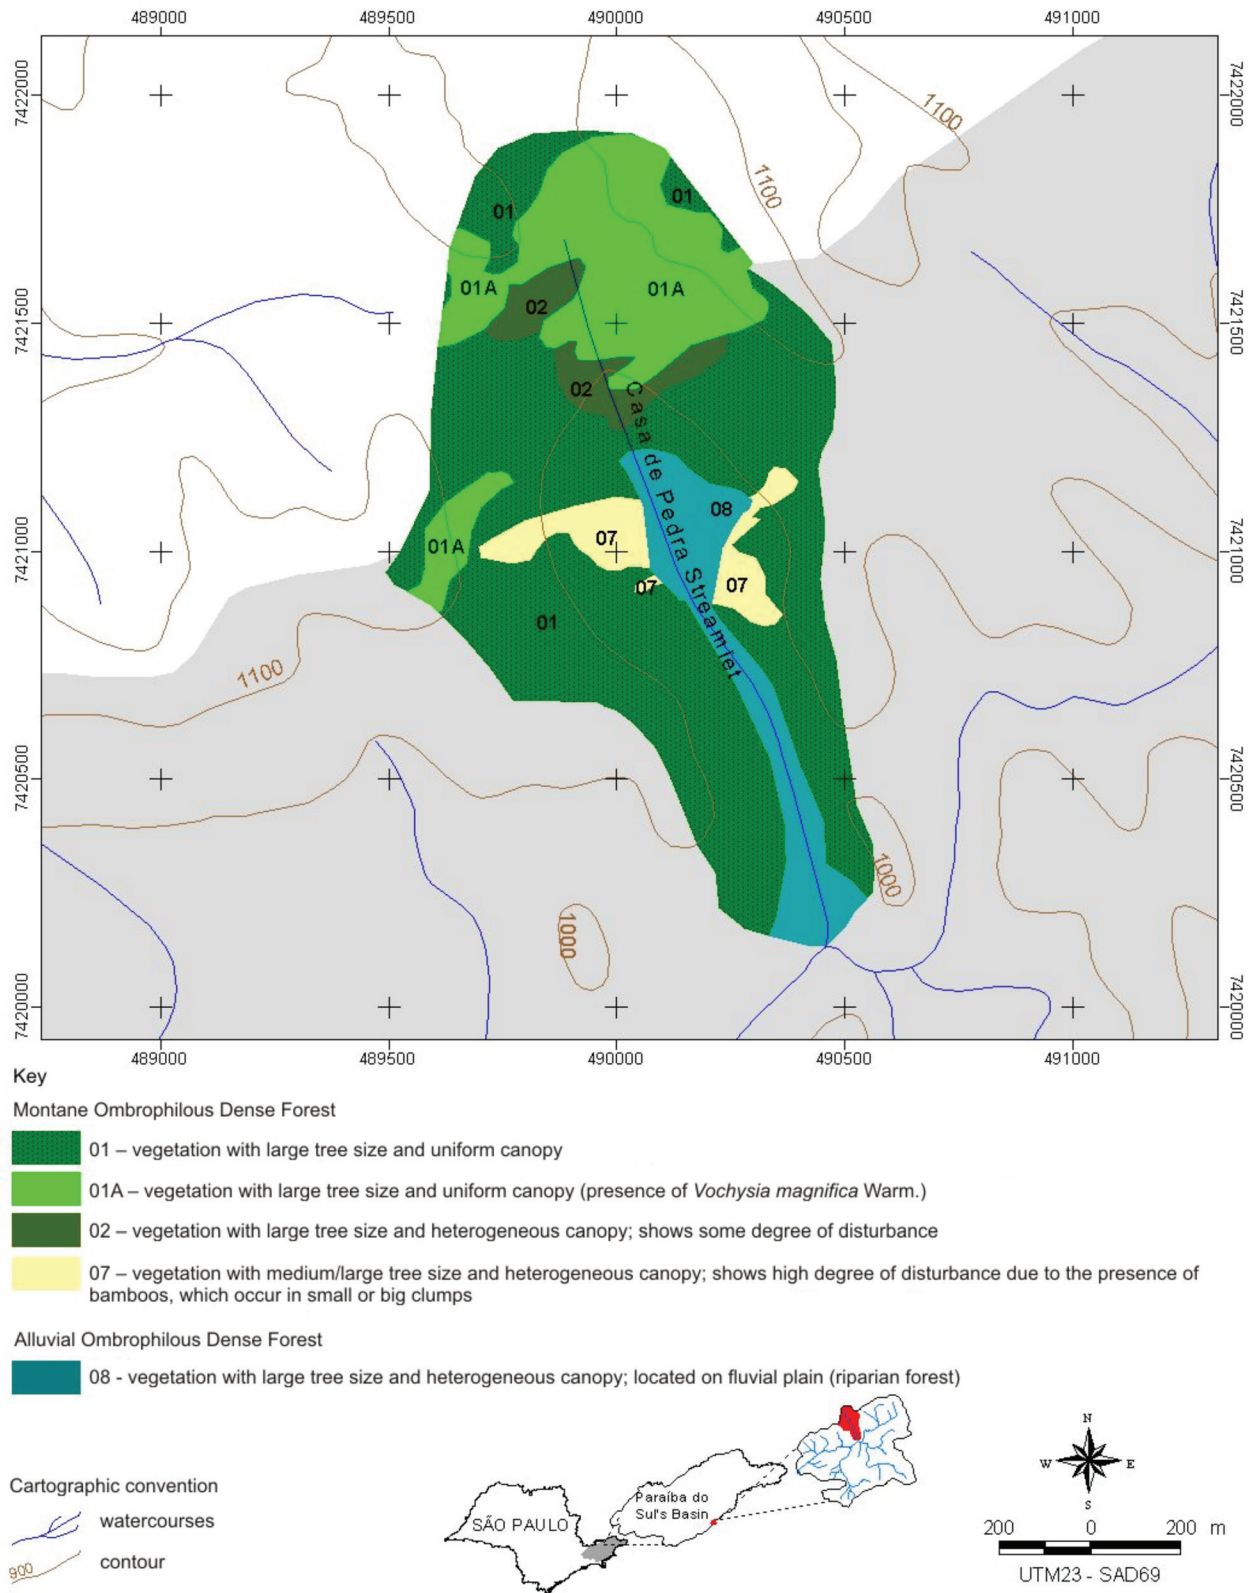 489000 489500 490000 490500 491000
7422000 7422000
1100
1100
01 01
01A 01A
02
7421500 7421500
02
Casa de Pedra Streamlet
08
07
01A
7421000 7421000
07 07
01
1100
7420500 7420500
1000
1000
7420000 7420000
489000 489500 490000 490500 491000
Key
Montane Ombrophilous Dense Forest
01 – vegetation with large tree size and uniform canopy
01A – vegetation with large tree size and uniform canopy (presence of Vochysia magnifica Warm.)
02 – vegetation with large tree size and heterogeneous canopy; shows some degree of disturbance
07 – vegetation with medium/large tree size and heterogeneous canopy; shows high degree of disturbance due to the presence of
bamboos, which occur in small or big clumps
Alluvial Ombrophilous Dense Forest
08 - vegetation with large tree size and heterogeneous canopy; located on fluvial plain (riparian forest)
Cartographic convention
watercourses
900 contour
SÃO PAULO
Paraíba do
Sul's Basin
N
W E
S
200 0 200 m
UTM23 - SAD69